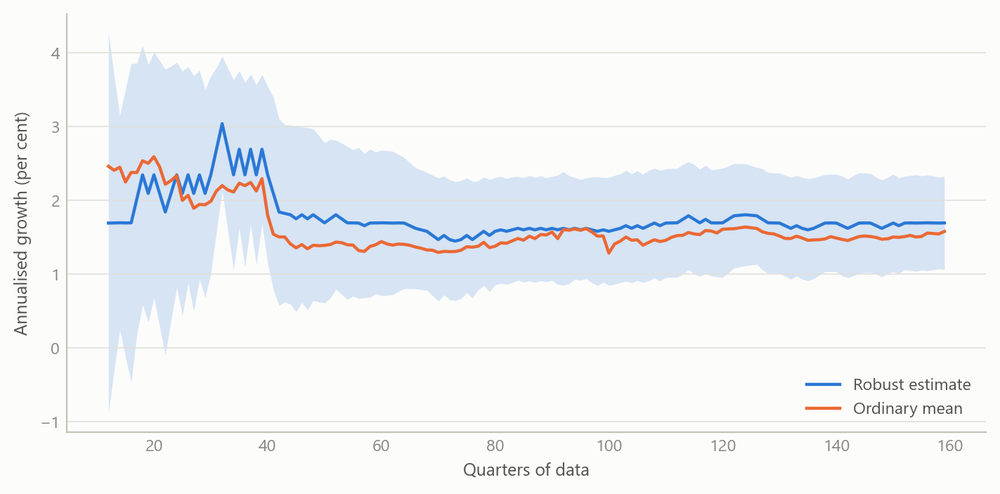 Annualised growth (per cent)
4
3
2
1
0
−1
20 40 60 80 100 120 140 160
Quarters of data
Robust estimate
Ordinary mean